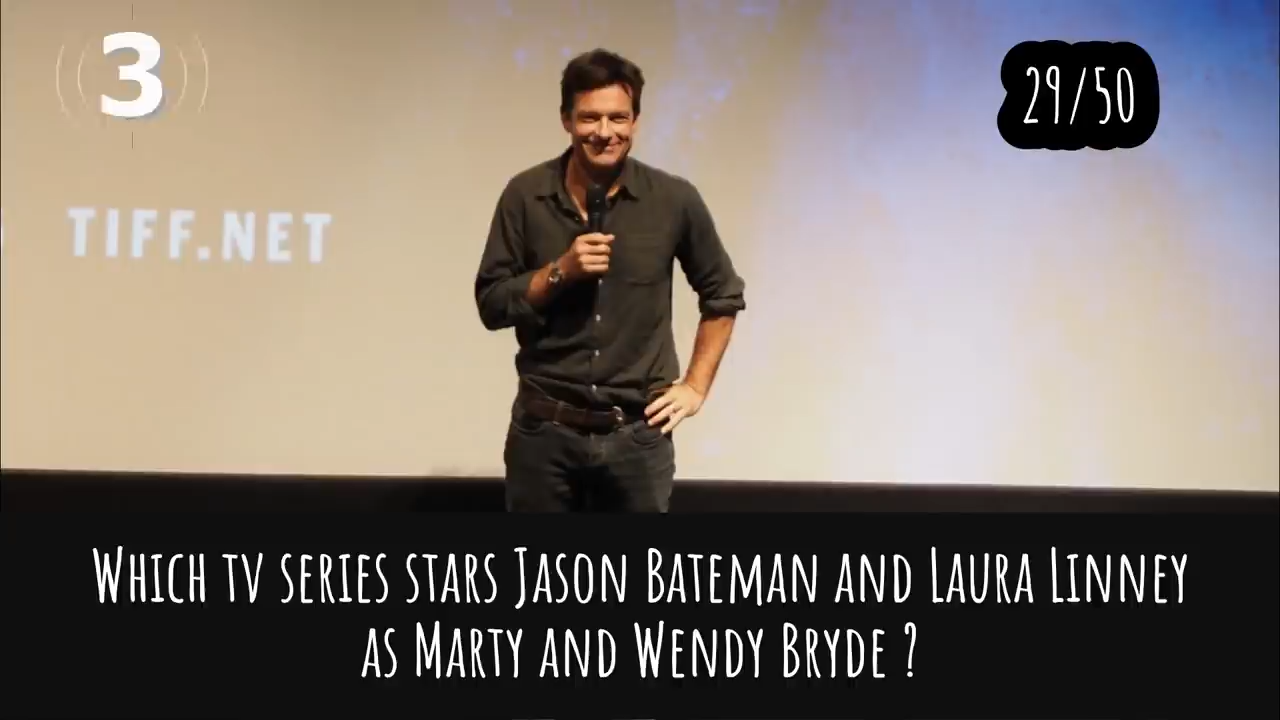 3
29/50
TIFF.NET
Which tv series stars Jason Bateman and Laura Linney
as Marty and Wendy Bryde ?